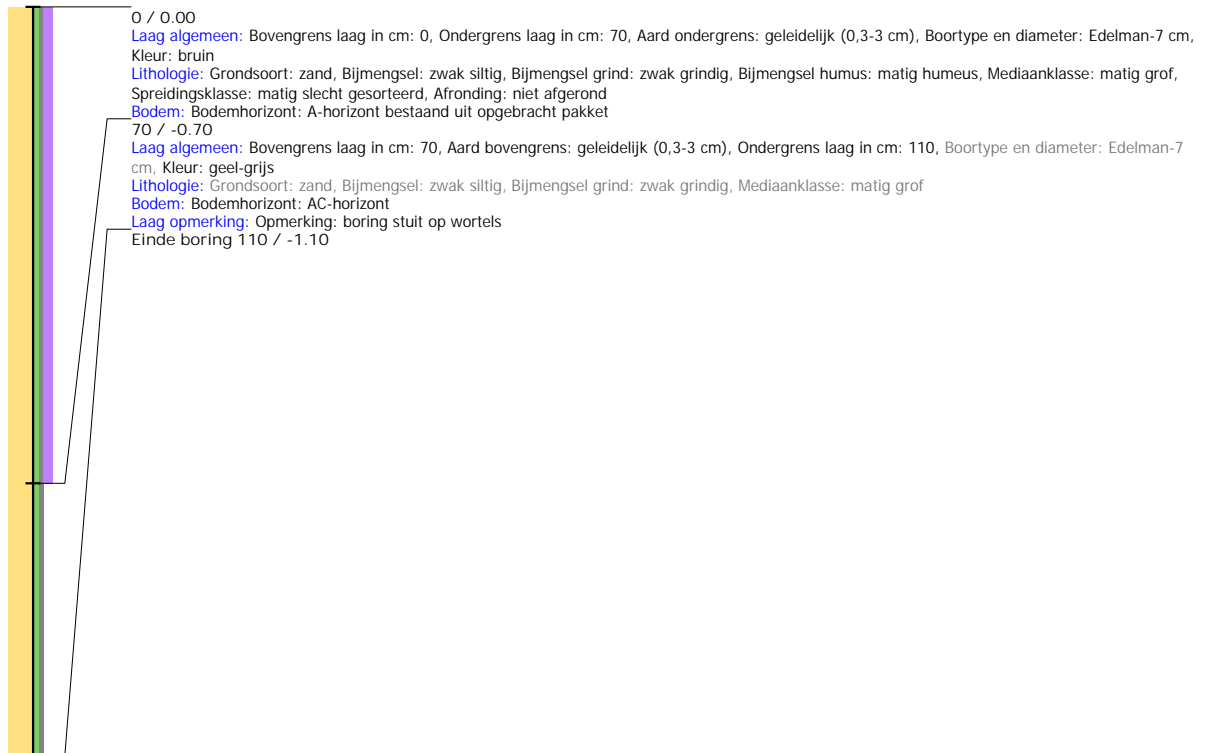 0 / 0.00
Laag algemeen: Bovengrens laag in cm: 0, Ondergrens laag in cm: 70, Aard ondergrens: geleidelijk (0,3-3 cm), Boortype en diameter: Edelman-7 cm,
Kleur: bruin
Lithologie: Grondsoort: zand, Bijmengsel: zwak siltig, Bijmengsel grind: zwak grindig, Bijmengsel humus: matig humeus, Mediaanklasse: matig grof,
Spreidingsklasse: matig slecht gesorteerd, Afronding: niet afgerond
Bodem: Bodemhorizont: A-horizont bestaand uit opgebracht pakket
70 / -0.70
Laag algemeen: Bovengrens laag in cm: 70, Aard bovengrens: geleidelijk (0,3-3 cm), Ondergrens laag in cm: 110, Boortype en diameter: Edelman-7
cm, Kleur: geel-grijs
Lithologie: Grondsoort: zand, Bijmengsel: zwak siltig, Bijmengsel grind: zwak grindig, Mediaanklasse: matig grof
Bodem: Bodemhorizont: AC-horizont
Laag opmerking: Opmerking: boring stuit op wortels
Einde boring 110 / -1.10